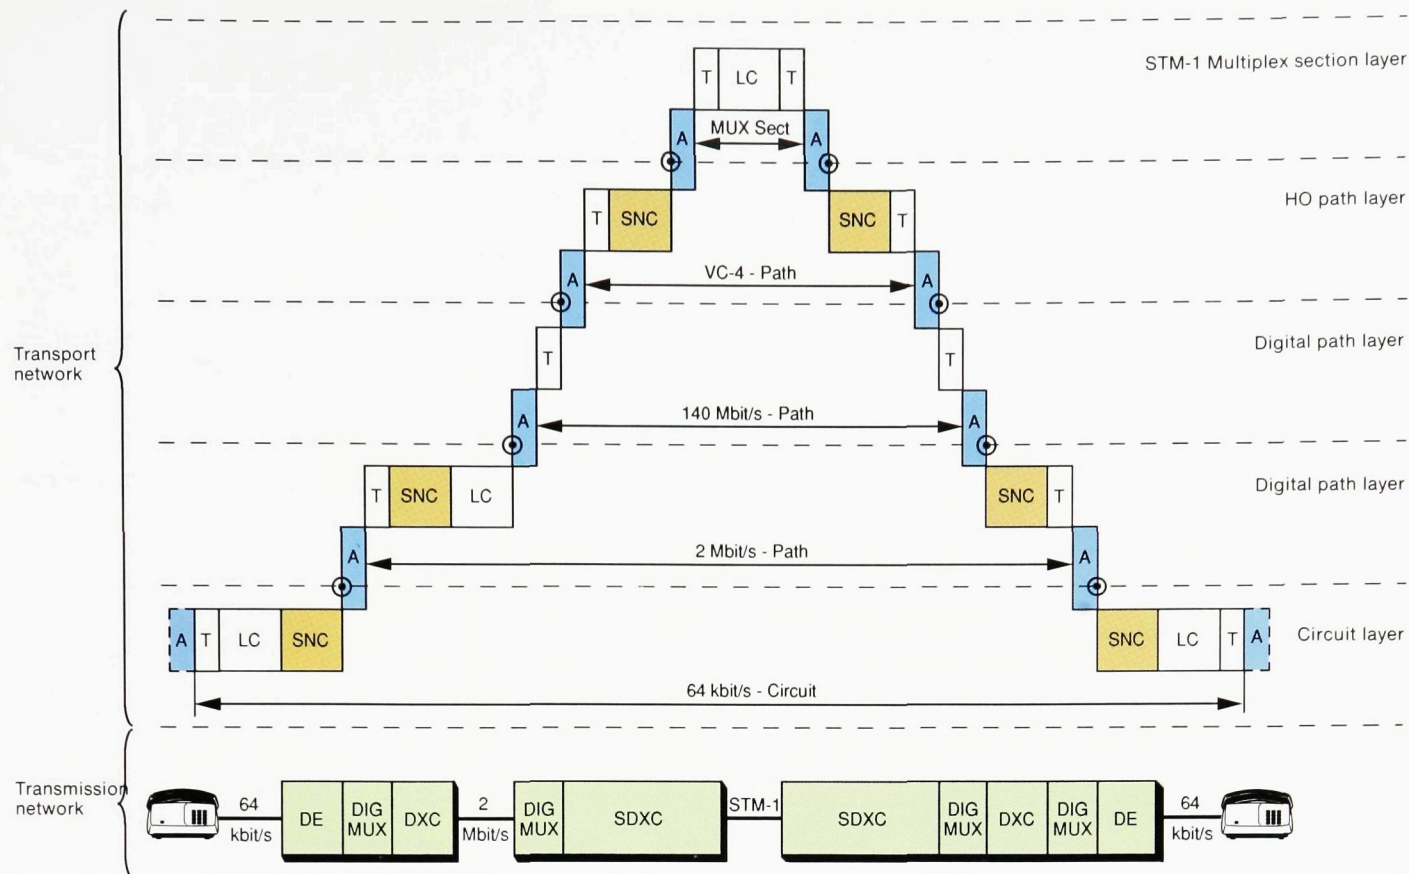 STM-1 Multiplex section layer
T LC T
A MUX Sect A
HO path layer
T SNC SNC T
A VC-4 - Path A
Digital path layer
T T
A 140 Mbit/s - Path A
Transport
network
Digital path layer
T SNC LC SNC T
A 2 Mbit/s - Path A
Circuit layer
A T LC SNC SNC LC T A
64 kbit/s - Circuit
Transmission
network
64
kbit/s
DE
DIG
MUX
DXC
2
Mbit/s
DIG
MUX
SDXC
STM-1
SDXC
DIG
MUX
DXC
DIG
MUX
DE
64
kbit/s